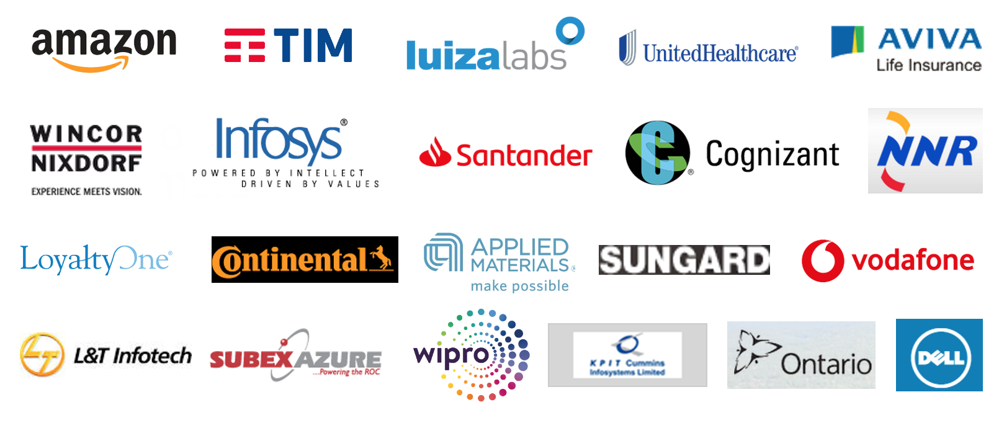 amazon
TIM
luizalabs
UnitedHealthcare®
AVIVA
Life Insurance
WINCOR
NIXDORF
EXPERIENCE MEETS VISION.
Infosys®
POWERED BY INTELLECT
DRIVEN BY VALUES
Santander
Cognizant
®
NNR
LoyaltyOne®
Continental
APPLIED
MATERIALS®
make possible
SUNGARD
vodafone
LT
L&T Infotech
SUBEXAZURE
...Powering the ROC
wipro
KPIT Cummins
Infosystems Limited
Ontario
DELL